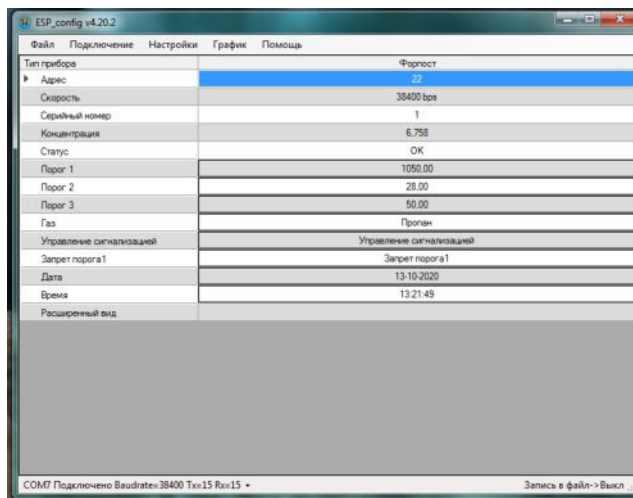 ESP_config v4.20.2
Файл Подключение Настройки График Помощь
Тип прибора Форпост
Адрес 22
Скорость 38400 bps
Серийный номер 1
Концентрация 6,758
Статус OK
Порог 1 1050,00
Порог 2 28,00
Порог 3 50,00
Газ Пропан
Управление сигнализацией Управление сигнализацией
Запрет порога1 Запрет порога1
Дата 13-10-2020
Время 13:21:49
Расширенный вид
COM7 Подключено Baudrate=38400 Tx=15 Rx=15 Запись в файл->Выкл